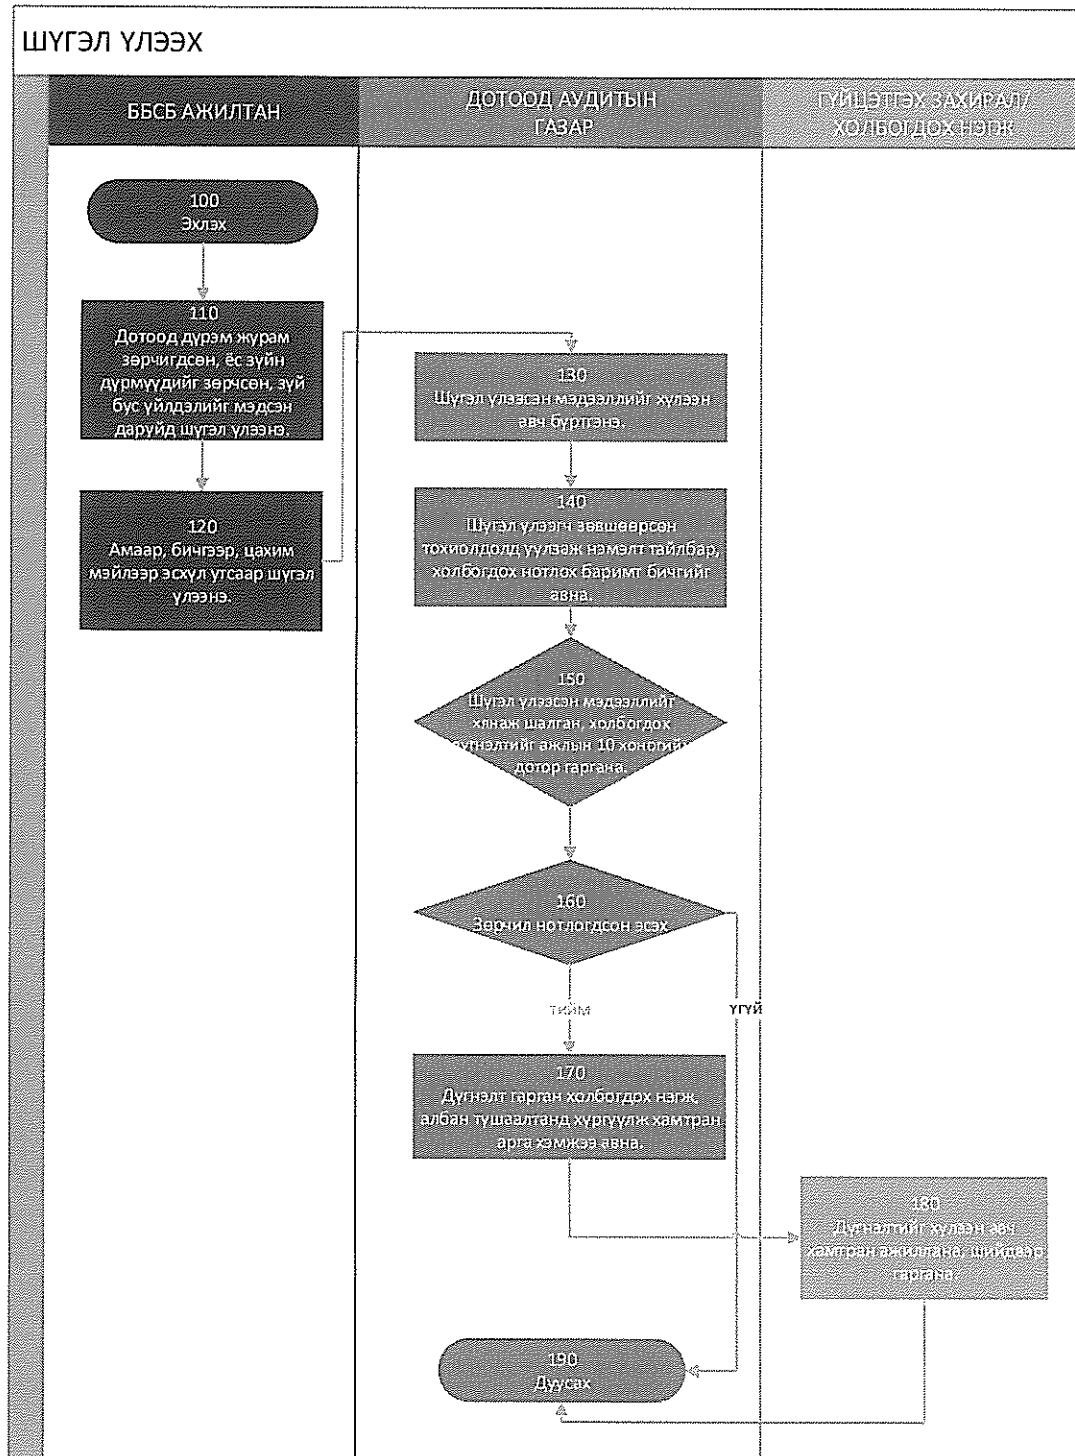 ШҮГЭЛ ҮЛЭЭХ
ББСБ АЖИЛТАН
ДОТООД АУДИТЫН
ГАЗАР
ГҮЙЦЭТГЭХ ЗАХИРАЛ/
ХОЛБОГДОХ НЭГЖ
100
Эхлэх
110
Дотоод дүрэм журам
зөрчигдсөн, ёс зүйн
дүрмүүдийг зөрчсөн, зүй
бус үйлдэлийг мэдсэн
даруйд шүгэл үлээнэ.
120
Амаар, бичгээр, цахим
мэйлээр эсхүл утсаар шүгэл
үлээнэ.
130
Шүгэл үлээсэн мэдээллийг хүлээн
авч бүртгэнэ.
140
Шүгэл үлээгч зөвшөөрсөн
тохиолдолд уулзаж нэмэлт тайлбар,
холбогдох нотлох баримт бичгийг
авна.
150
Шүгэл үлээсэн мэдээллийг
хянаж шалган, холбогдох
дүгнэлтийг ажлын 10 хоногийн
дотор гаргана.
160
Зөрчил нотлогдсон эсэх
тийм
үгүй
170
Дүгнэлт гарган холбогдох нэгж,
албан тушаалтанд хүргүүлж хамтран
арга хэмжээ авна.
180
Дүгнэлтийг хүлээн авч
хамтран ажиллана, шийдвэр
гаргана.
190
Дуусах